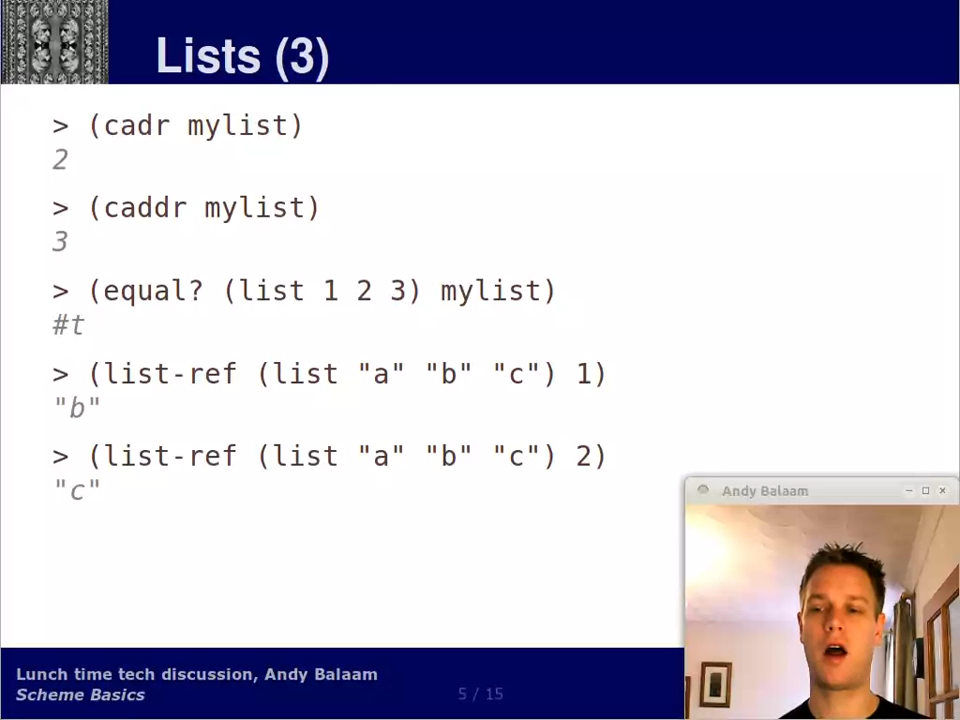 Lists (3)
> (cadr mylist)
2
> (caddr mylist)
3
> (equal? (list 1 2 3) mylist)
#t
> (list-ref (list "a" "b" "c") 1)
"b"
> (list-ref (list "a" "b" "c") 2)
"c"
Andy Balaam
Lunch time tech discussion, Andy Balaam
Scheme Basics
5 / 15